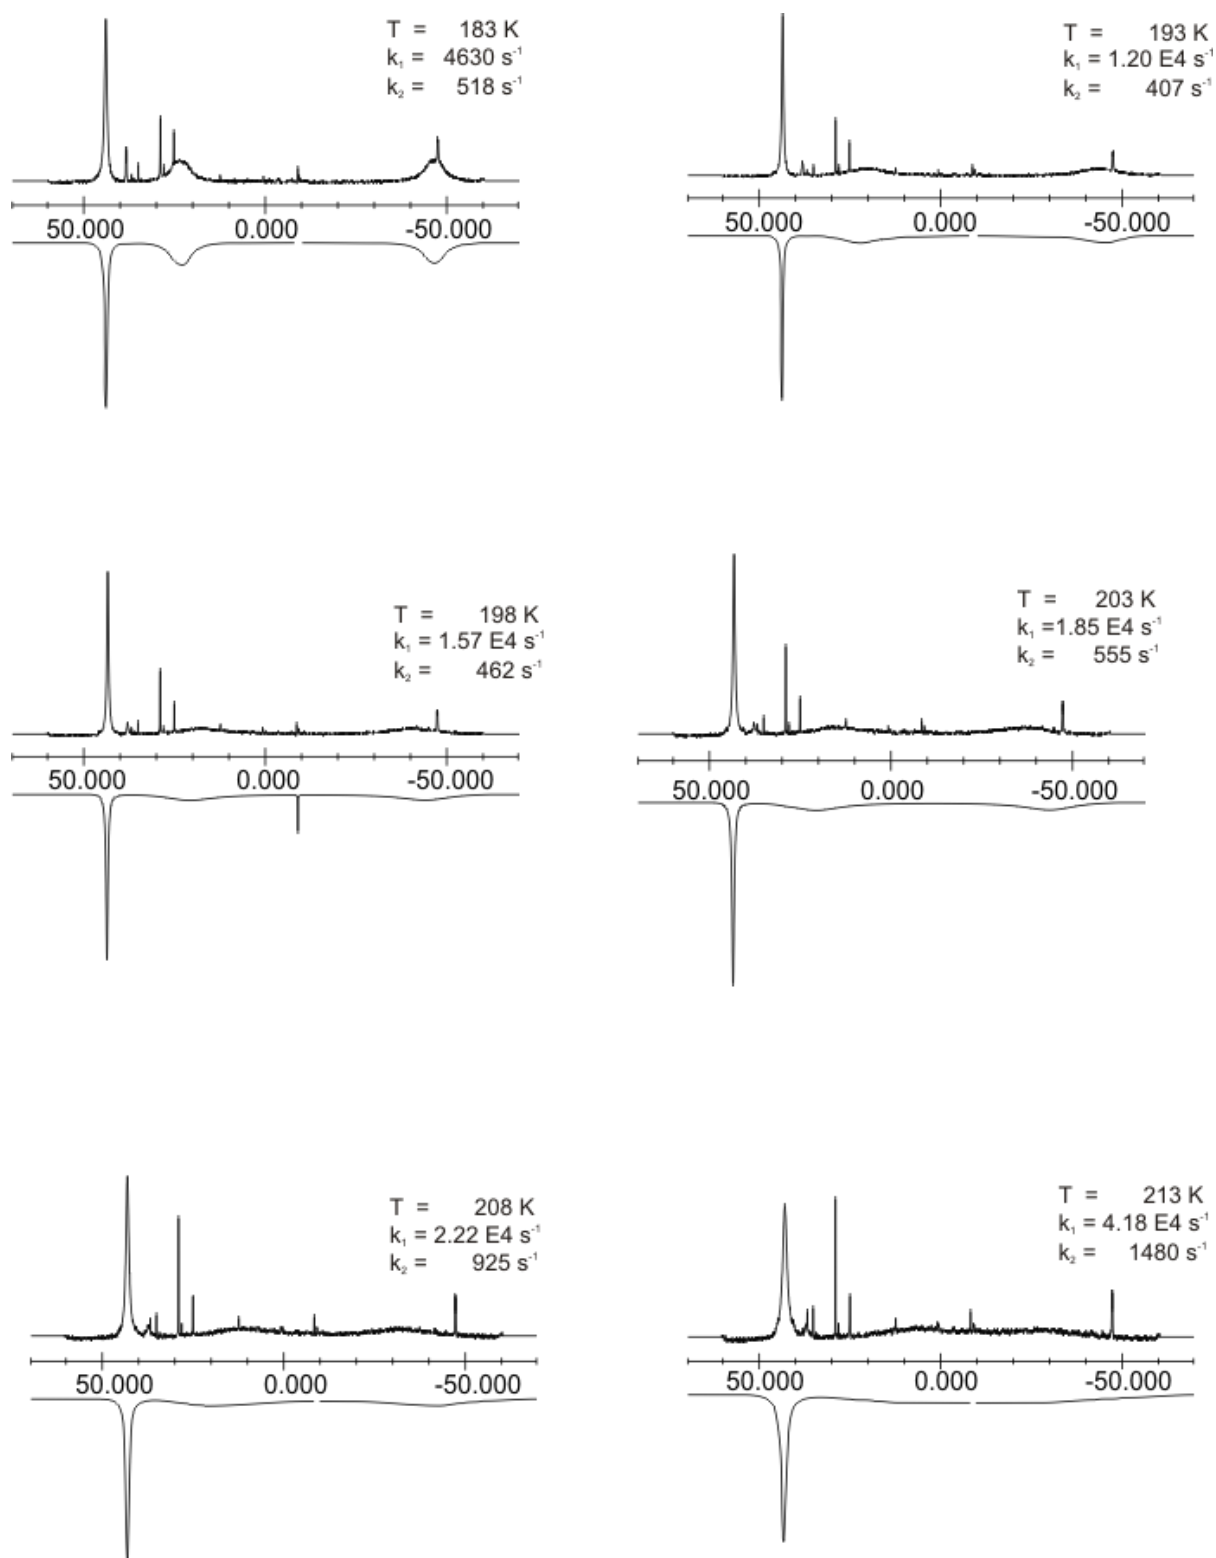 T = 183 K
k₁ = 4630 s⁻¹
k₂ = 518 s⁻¹
50.000 0.000 -50.000
T = 193 K
k₁ = 1.20 E4 s⁻¹
k₂ = 407 s⁻¹
50.000 0.000 -50.000
T = 198 K
k₁ = 1.57 E4 s⁻¹
k₂ = 462 s⁻¹
50.000 0.000 -50.000
T = 203 K
k₁ =1.85 E4 s⁻¹
k₂ = 555 s⁻¹
50.000 0.000 -50.000
T = 208 K
k₁ = 2.22 E4 s⁻¹
k₂ = 925 s⁻¹
50.000 0.000 -50.000
T = 213 K
k₁ = 4.18 E4 s⁻¹
k₂ = 1480 s⁻¹
50.000 0.000 -50.000